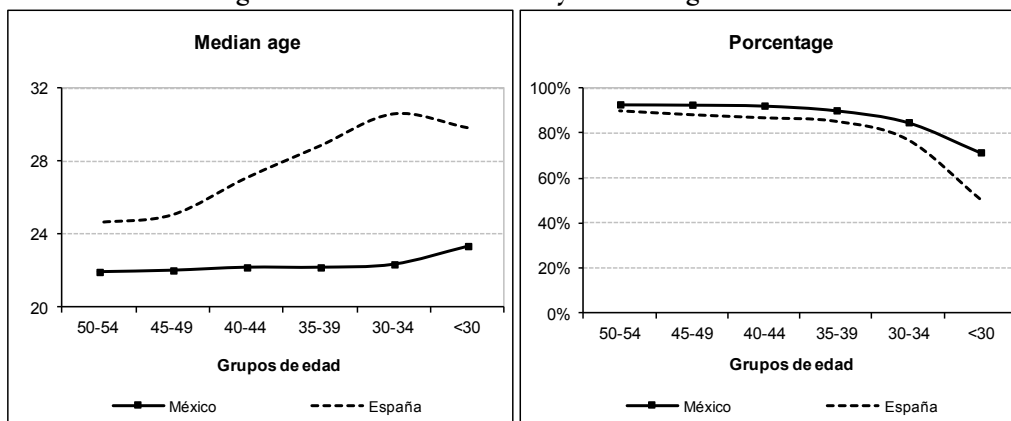 Median age
32
28
24
20
50-54 45-49 40-44 35-39 30-34 <30
Grupos de edad
México España
Porcentage
100%
80%
60%
40%
20%
0%
50-54 45-49 40-44 35-39 30-34 <30
Grupos de edad
México España